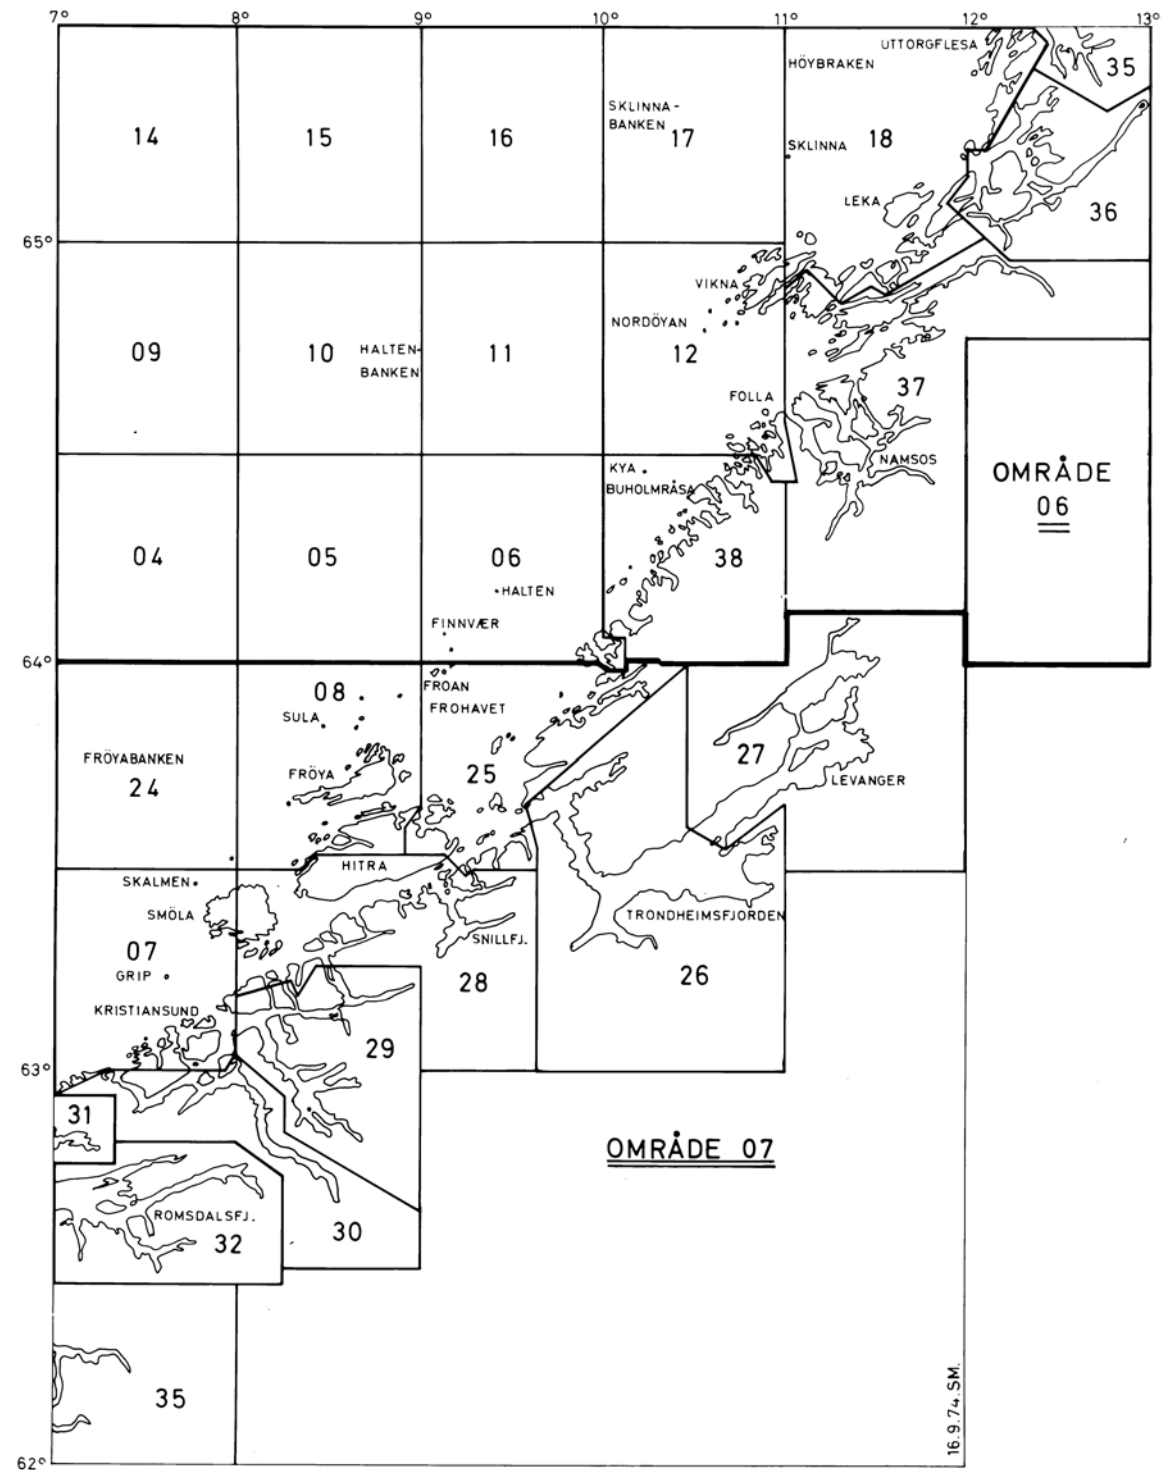 7° 8° 9° 10° 11° 12° 13°
UTTORGFLESA
HÖYBRAKEN
35
SKLINNA-
BANKEN
14 15 16 17 18
SKLINNA
LEKA
36
65°
VIKNA
NORDÖYAN
09 10 HALTEN-
BANKEN
11 12
37
FOLLA
NAMSOS
KYA
BUHOLMRÅSA
OMRÅDE
06
04 05 06 38
HALTEN
FINNVÆR
64°
08 FROAN
FROHAVET
SULA
FRÖYABANKEN
24
FRÖYA
25
27
LEVANGER
HITRA
SKALMEN
SMÖLA
TRONDHEIMSFJORDEN
SNILLFJ.
07
GRIP
28
26
KRISTIANSUND
29
63°
31
OMRÅDE 07
ROMSDALSFJ.
32
30
35
16.9.74.SM.
62°